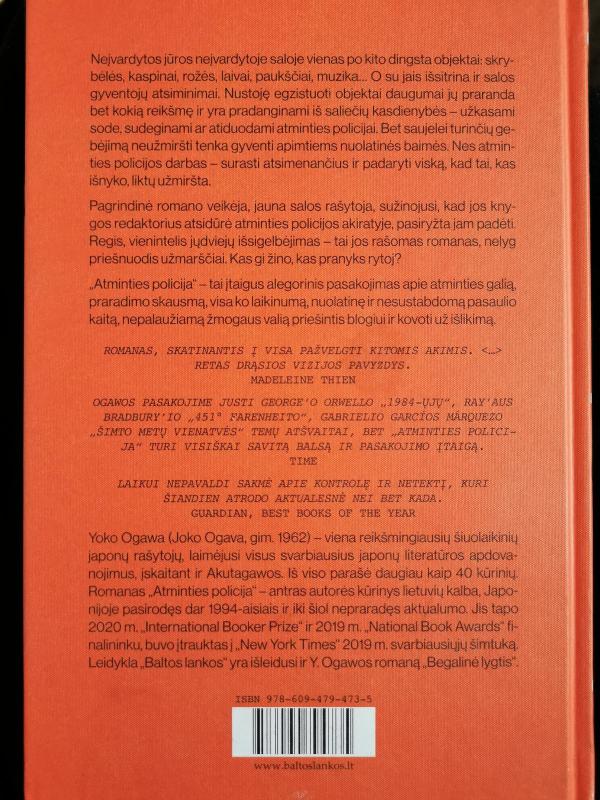 Neįvardytos jūros neįvardytoje saloje vienas po kito dingsta objektai: skry-
bėlės, kaspinai, rožės, laivai, paukščiai, muzika... O su jais išsitrina ir salos
gyventojų atsiminimai. Nustoję egzistuoti objektai daugumai jų praranda
bet kokią reikšmę ir yra pradanginami iš saliečių kasdienybės – užkasami
sode, sudeginami ar atiduodami atminties policijai. Bet saujelei turinčių ge-
bėjimą neužmiršti tenka gyventi apimtiems nuolatinės baimės. Nes atmin-
ties policijos darbas – surasti atsimenančius ir padaryti viską, kad tai, kas
išnyko, liktų užmiršta.
Pagrindinė romano veikėja, jauna salos rašytoja, sužinojusi, kad jos kny-
gos redaktorius atsidūrė atminties policijos akiratyje, pasiryžta jam padėti.
Regis, vienintelis jųdviejų išsigelbėjimas – tai jos rašomas romanas, nelyg
priešnuodis užmarščiai. Kas gi žino, kas pranyks rytoj?
„Atminties policija“ – tai įtaigus alegorinis pasakojimas apie atminties galią,
praradimo skausmą, visa ko laikinumą, nuolatinę ir nesustabdomą pasaulio
kaitą, nepalaužiamą žmogaus valią priešintis blogiui ir kovoti už išlikimą.
ROMANAS, SKATINANTIS Į VISA PAŽVELGTI KITOMIS AKIMIS. <…>
RETAS DRĄSIOS VIZIJOS PAVYZDYS.
MADELEINE THIEN
OGAWOS PASAKOJIME JUSTI GEORGE’O ORWELLO „1984-ŲJŲ“, RAY’AUS
BRADBURY’IO „451° FARENHEITO“, GABRIELIO GARCÍOS MÁRQUEZO
„ŠIMTO METŲ VIENATVĖS“ TEMŲ ATŠVAITAI, BET „ATMINTIES POLICI-
JA“ TURI VISIŠKAI SAVITĄ BALSĄ IR PASAKOJIMO ĮTAIGĄ.
TIME
LAIKUI NEPAVALDI SAKMĖ APIE KONTROLĘ IR NETEKTĮ, KURI
ŠIANDIEN ATRODO AKTUALESNĖ NEI BET KADA.
GUARDIAN, BEST BOOKS OF THE YEAR
Yoko Ogawa (Joko Ogava, gim. 1962) – viena reikšmingiausių šiuolaikinių
japonų rašytojų, laimėjusi visus svarbiausius japonų literatūros apdova-
nojimus, įskaitant ir Akutagawos. Iš viso parašė daugiau kaip 40 kūrinių.
Romanas „Atminties policija“ – antras autorės kūrinys lietuvių kalba, Japo-
nijoje pasirodęs dar 1994-aisiais ir iki šiol nepraradęs aktualumo. Jis tapo
2020 m. „International Booker Prize“ ir 2019 m. „National Book Awards“ fi-
nalininku, buvo įtrauktas į „New York Times“ 2019 m. svarbiausiųjų šimtuką.
Leidykla „Baltos lankos“ yra išleidusi ir Y. Ogawos romaną „Begalinė lygtis“.
ISBN 978-609-479-473-5
www.baltoslankos.lt